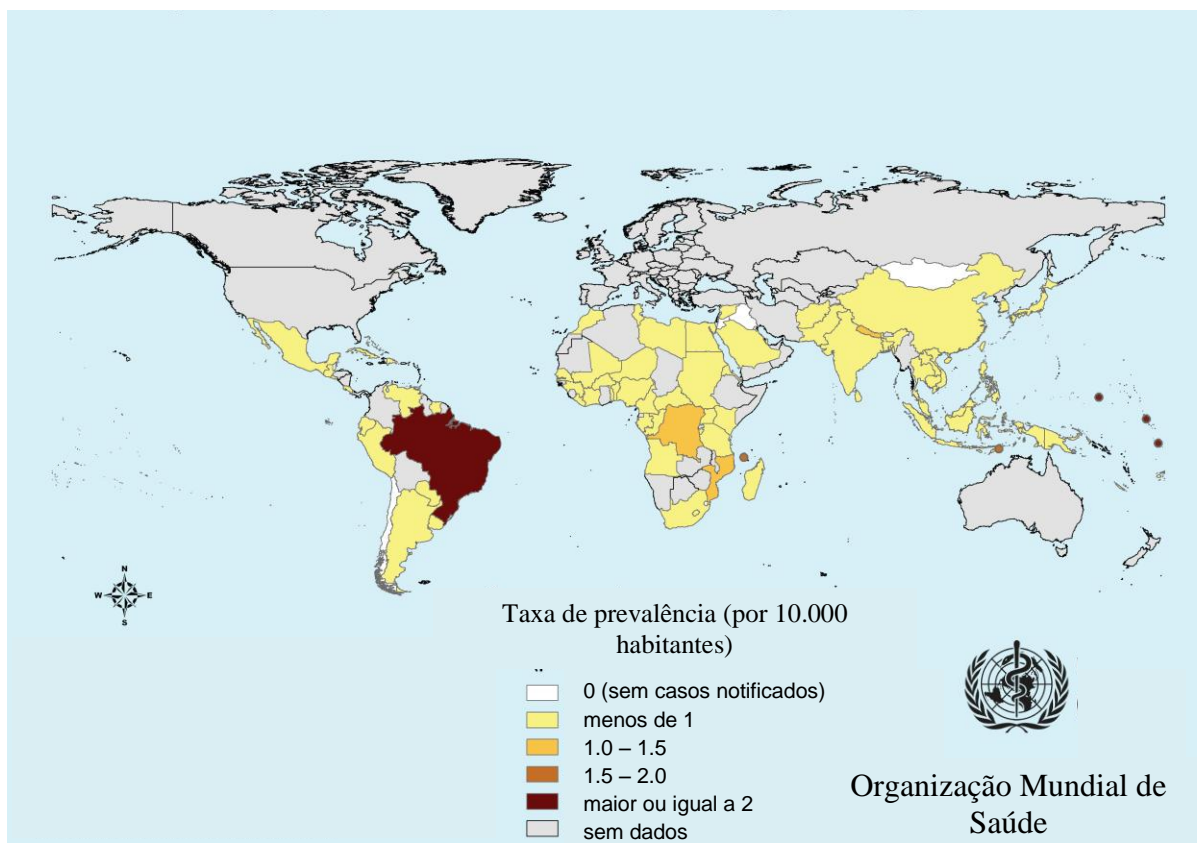 N
W E
S
Taxa de prevalência (por 10.000
habitantes)
0 (sem casos notificados)
menos de 1
1.0 – 1.5
1.5 – 2.0
maior ou igual a 2
sem dados
Organização Mundial de
Saúde